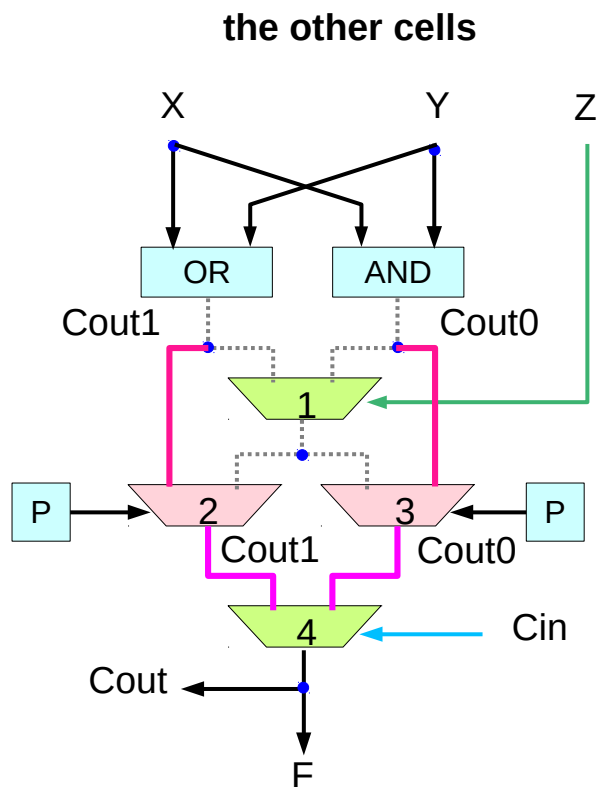 the other cells
X Y Z
OR AND
Cout1 Cout0
1
P 2 3 P
Cout1 Cout0
4 Cin
Cout
F